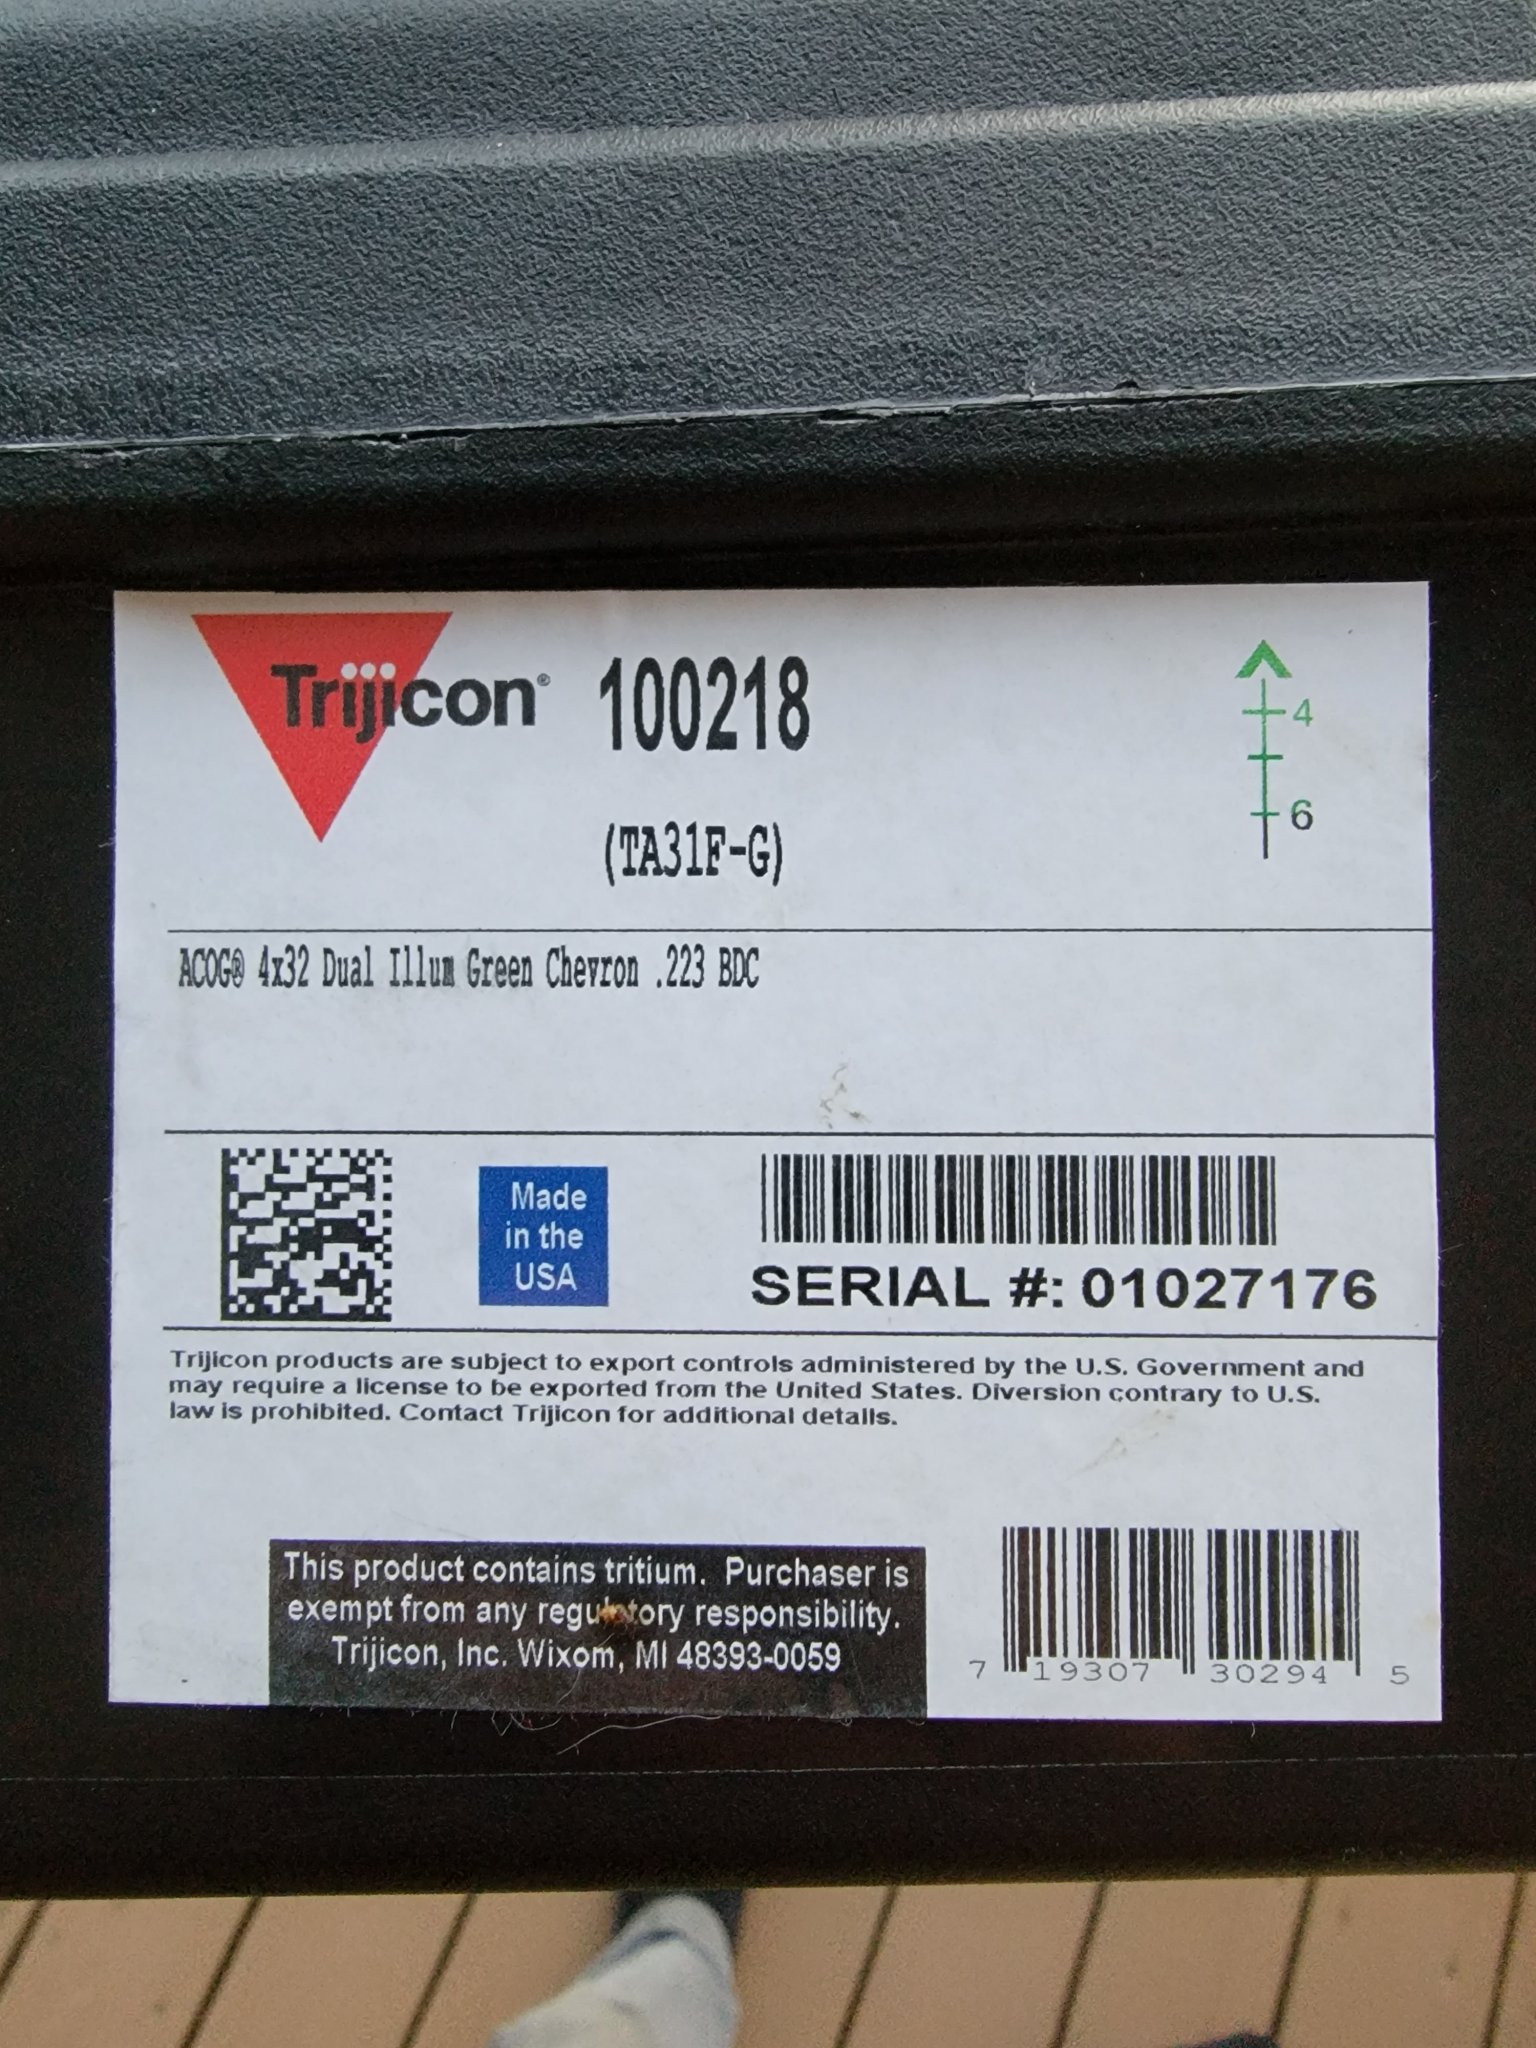 Trijicon® 100218
4
6
(TA31F-G)
ACOG® 4x32 Dual Illum Green Chevron .223 BDC
Made
in the
USA
SERIAL #: 01027176
Trijicon products are subject to export controls administered by the U.S. Government and
may require a license to be exported from the United States. Diversion contrary to U.S.
law is prohibited. Contact Trijicon for additional details.
This product contains tritium. Purchaser is
exempt from any regulatory responsibility.
Trijicon, Inc. Wixom, MI 48393-0059
7 19307 30294 5